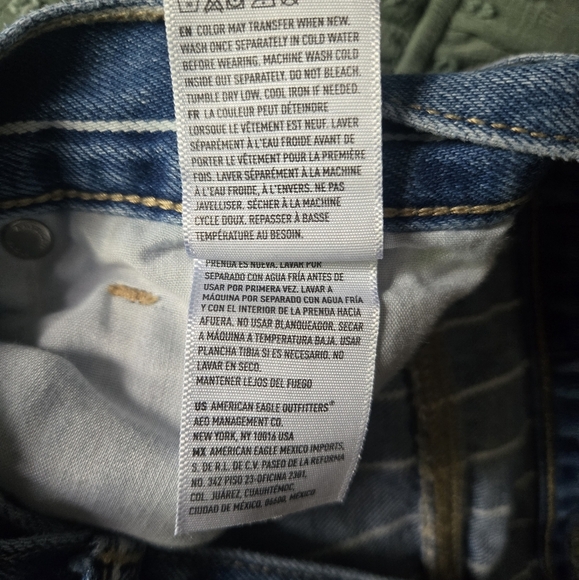 EN COLOR MAY TRANSFER WHEN NEW.
WASH ONCE SEPARATELY IN COLD WATER
BEFORE WEARING. MACHINE WASH COLD
INSIDE OUT SEPARATELY. DO NOT BLEACH.
TUMBLE DRY LOW. COOL IRON IF NEEDED.
FR LA COULEUR PEUT DÉTEINDRE
LORSQUE LE VÊTEMENT EST NEUF. LAVER
SÉPARÉMENT À L'EAU FROIDE AVANT DE
PORTER LE VÊTEMENT POUR LA PREMIÈRE
FOIS. LAVER SÉPARÉMENT À LA MACHINE
À L'EAU FROIDE, À L'ENVERS. NE PAS
JAVELLISER. SÉCHER À LA MACHINE
CYCLE DOUX. REPASSER À BASSE
TEMPÉRATURE AU BESOIN.
PRENDA ES NUEVA. LAVAR POR
SEPARADO CON AGUA FRÍA ANTES DE
USAR POR PRIMERA VEZ. LAVAR A
MÁQUINA POR SEPARADO CON AGUA FRÍA
Y CON EL INTERIOR DE LA PRENDA HACIA
AFUERA. NO USAR BLANQUEADOR. SECAR
A MÁQUINA A TEMPERATURA BAJA. USAR
PLANCHA TIBIA SI ES NECESARIO. NO
LAVAR EN SECO.
MANTENER LEJOS DEL FUEGO
US AMERICAN EAGLE OUTFITTERS®
AEO MANAGEMENT CO.
NEW YORK, NY 10016 USA
MX AMERICAN EAGLE MEXICO IMPORTS,
S. DE R.L. DE C.V. PASEO DE LA REFORMA
NO. 342 PISO 23-OFICINA 2301,
COL. JUÁREZ, CUAUHTÉMOC,
CIUDAD DE MÉXICO, 06600, MÉXICO